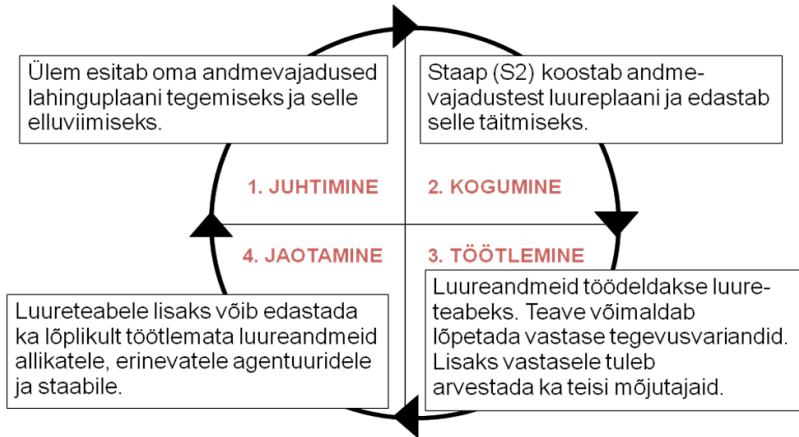 Ülem esitab oma andmevajadused
lahinguplaani tegemiseks ja selle
elluviimiseks.
Staap (S2) koostab andme-
vajadustest luureplaani ja edastab
selle täitmiseks.
1. JUHTIMINE
2. KOGUMINE
4. JAOTAMINE
3. TÖÖTLEMINE
Luureteabele lisaks võib edastada
ka lõplikult töötlemata luureandmeid
allikatele, erinevatele agentuuridele
ja staabile.
Luureandmeid töödeldakse luure-
teabeks. Teave võimaldab
lõpetada vastase tegevusvariandid.
Lisaks vastasele tuleb
arvestada ka teisi mõjutajaid.